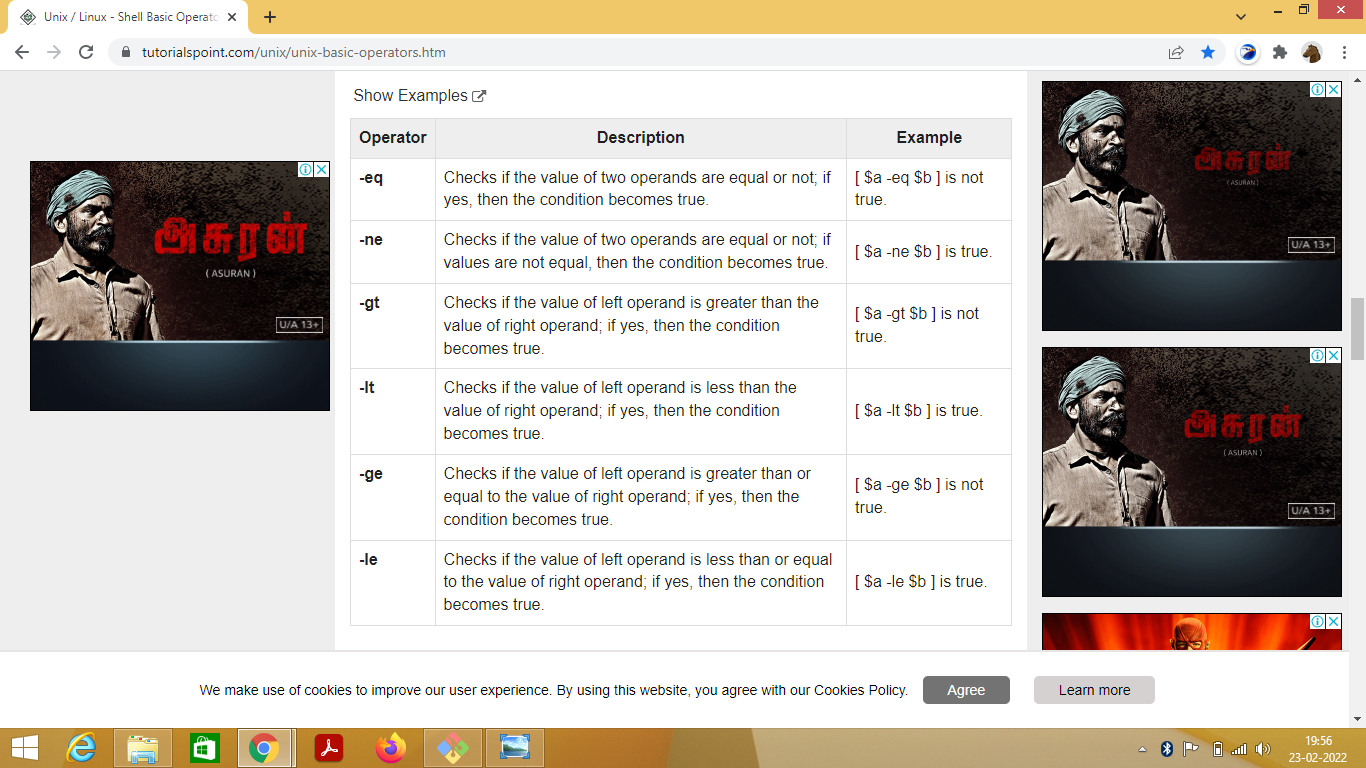 Unix / Linux - Shell Basic Operato
tutorialspoint.com/unix/unix-basic-operators.htm
Show Examples
Operator Description Example
-eq Checks if the value of two operands are equal or not; if [ $a -eq $b ] is not
yes, then the condition becomes true. true.
-ne Checks if the value of two operands are equal or not; if
values are not equal, then the condition becomes true. [ $a -ne $b ] is true.
-gt Checks if the value of left operand is greater than the
value of right operand; if yes, then the condition [ $a -gt $b ] is not
becomes true. true.
-lt Checks if the value of left operand is less than the
value of right operand; if yes, then the condition [ $a -lt $b ] is true.
becomes true.
-ge Checks if the value of left operand is greater than or
equal to the value of right operand; if yes, then the [ $a -ge $b ] is not
condition becomes true. true.
-le Checks if the value of left operand is less than or equal
to the value of right operand; if yes, then the condition [ $a -le $b ] is true.
becomes true.
அசுரன்
( ASURAN )
U/A 13+
அசுரன்
( ASURAN )
U/A 13+
அசுரன்
( ASURAN )
U/A 13+
We make use of cookies to improve our user experience. By using this website, you agree with our Cookies Policy. Agree Learn more
19:56
23-02-2022